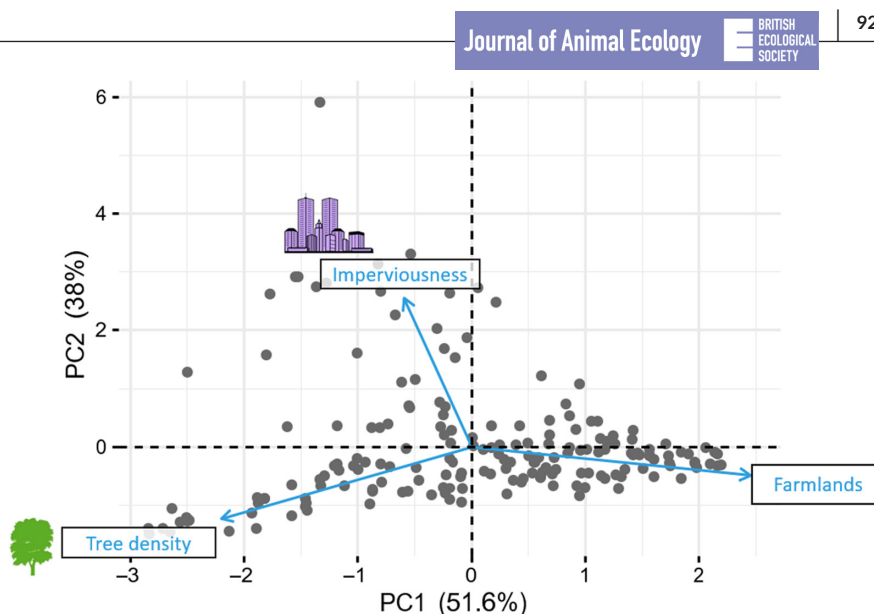 Journal of Animal Ecology
BRITISH
ECOLOGICAL
SOCIETY
92
6
4
2
0
PC2 (38%)
Imperviousness
Farmlands
Tree density
−3
−2
−1
0
1
2
PC1 (51.6%)